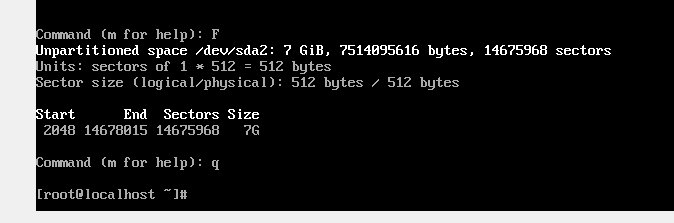 Command (m for help): F
Unpartitioned space /dev/sda2: 7 GiB, 7514095616 bytes, 14675968 sectors
Units: sectors of 1 * 512 = 512 bytes
Sector size (logical/physical): 512 bytes / 512 bytes
Start End Sectors Size
2048 14678015 14675968 7G
Command (m for help): q
[root@localhost ~]#